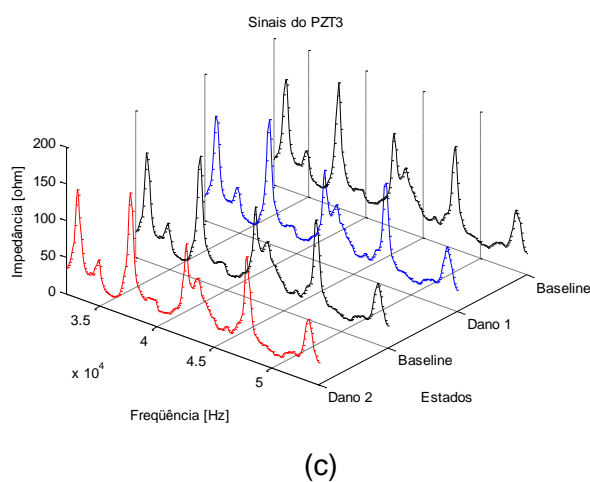 Sinais do PZT3
200
150
100
50
0
Impedância [ohm]
3.5
4
4.5
5
x 10^4
Freqüência [Hz]
Baseline
Dano 1
Baseline
Dano 2
Estados
(c)